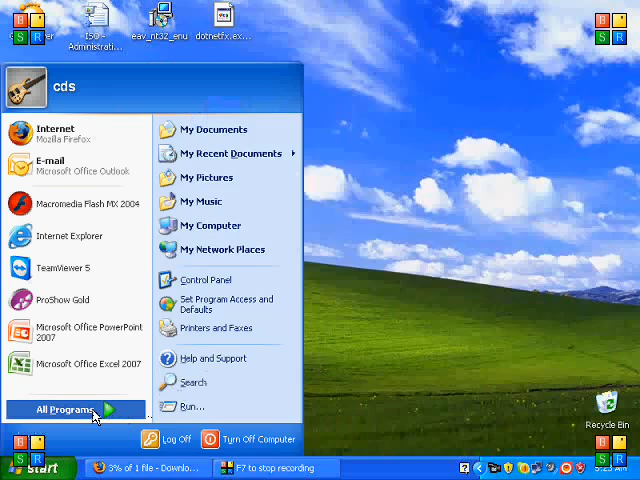 B
S R
B
S R
ISO -
Administrati...
eav_nt32_enu
dotnetfx.ex...
cds
Internet
Mozilla Firefox
E-mail
Microsoft Office Outlook
Macromedia Flash MX 2004
Internet Explorer
TeamViewer 5
ProShow Gold
Microsoft Office PowerPoint
2007
Microsoft Office Excel 2007
All Programs
My Documents
My Recent Documents
My Pictures
My Music
My Computer
My Network Places
Control Panel
Set Program Access and
Defaults
Printers and Faxes
Help and Support
Search
Run...
Log Off
Turn Off Computer
Recycle Bin
B
S R
B
S R
start
3% of 1 file - Downlo...
F7 to stop recording